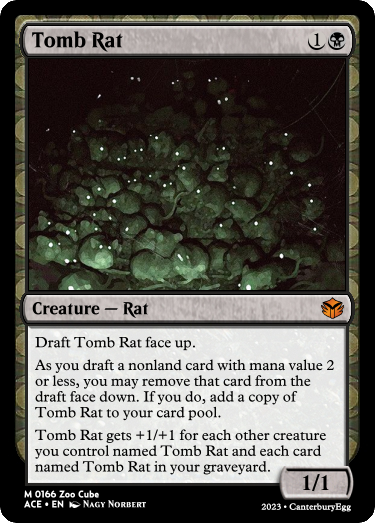 Tomb Rat 1
Creature — Rat
Draft Tomb Rat face up.
As you draft a nonland card with mana value 2
or less, you may remove that card from the
draft face down. If you do, add a copy of
Tomb Rat to your card pool.
Tomb Rat gets +1/+1 for each other creature
you control named Tomb Rat and each card
named Tomb Rat in your graveyard.
1/1
M 0166 Zoo Cube
ACE • EN Nagy Norbert
2023 - CanterburyEgg